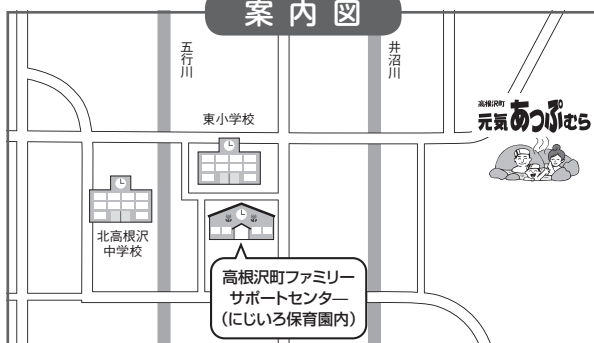 案内図
五行川
井沼川
東小学校
高根沢町
元気あっぷむら
北高根沢
中学校
高根沢町ファミリー
サポートセンター
（にじいろ保育園内）